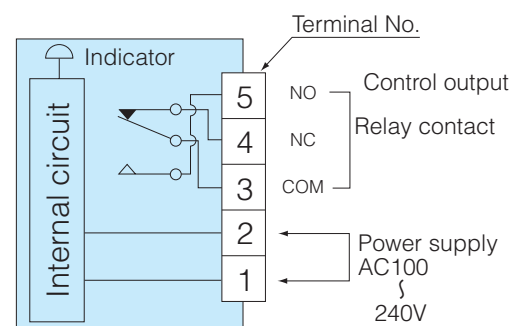 Terminal No.
Indicator
Internal circuit
5 NO
4 NC
3 COM
2
1
Control output
Relay contact
Power supply
AC100
~
240V